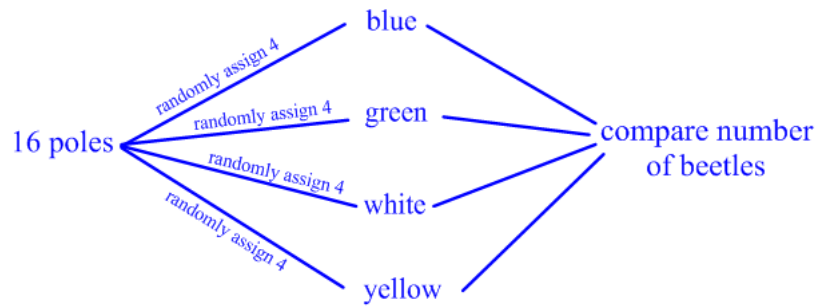 blue
randomly assign 4
randomly assign 4
green
16 poles
compare number
of beetles
randomly assign 4
white
randomly assign 4
yellow